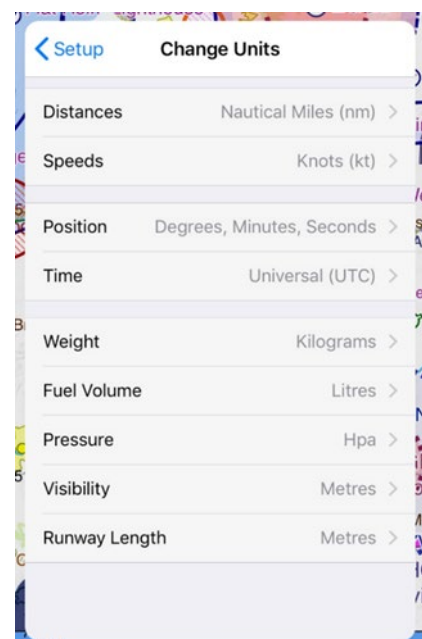 Setup Change Units
Distances Nautical Miles (nm)
Speeds Knots (kt)
Position Degrees, Minutes, Seconds
Time Universal (UTC)
Weight Kilograms
Fuel Volume Litres
Pressure Hpa
Visibility Metres
Runway Length Metres